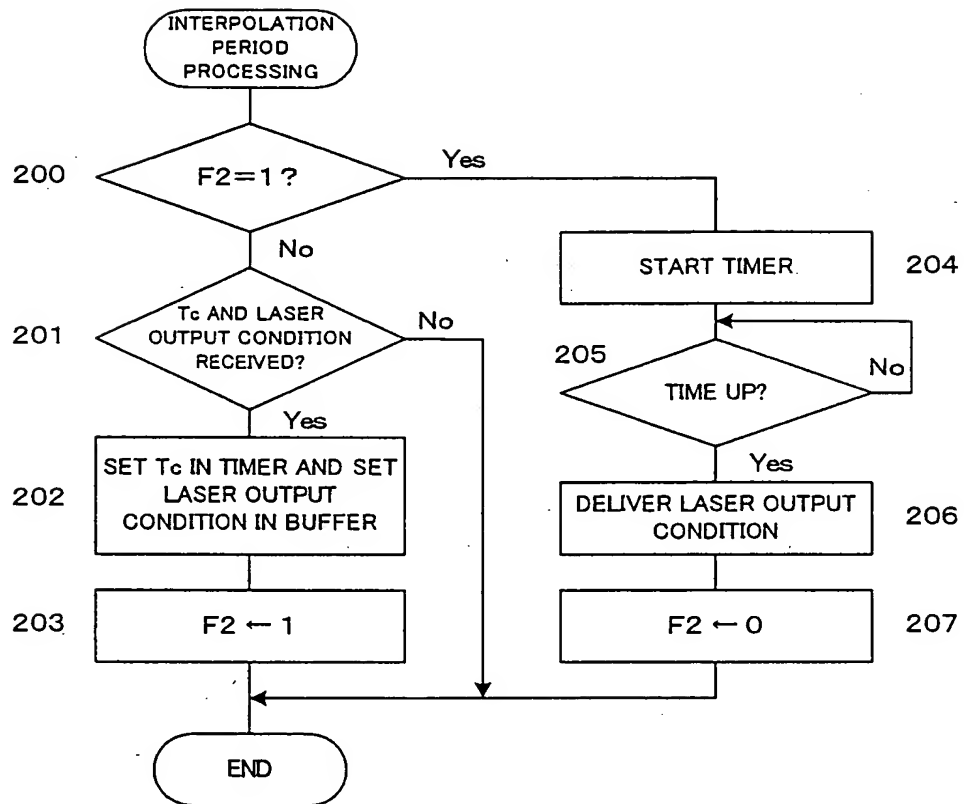 INTERPOLATION
PERIOD
PROCESSING
200
F2=1?
Yes
No
204
START TIMER
201
Tc AND LASER
OUTPUT CONDITION
RECEIVED?
No
205
TIME UP?
No
Yes
Yes
202
SET Tc IN TIMER AND SET
LASER OUTPUT
CONDITION IN BUFFER
DELIVER LASER OUTPUT
CONDITION
206
203
F2 ← 1
F2 ← 0
207
END